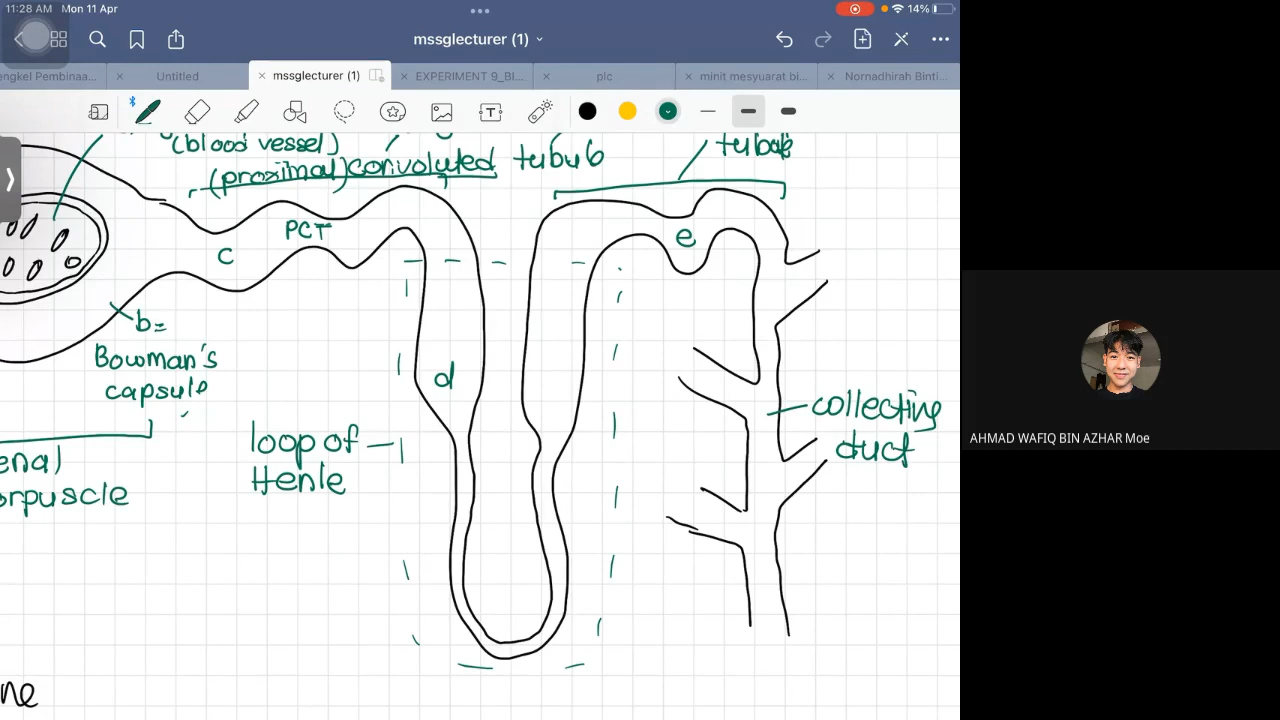 11:28 AM Mon 11 Apr
14%
mssglecturer (1)
engkel Pembinaa...
Untitled
mssglecturer (1)
EXPERIMENT 9_BI...
plc
minit mesyuarat bi...
Nornadhirah Binti...
(blood vessel)
(proximal) convoluted tubule
tubule
PCT
c
e
b=
Bowman's
capsule
d
loop of
Henle
collecting
duct
enal
orpuscle
ne
AHMAD WAFIQ BIN AZHAR Moe